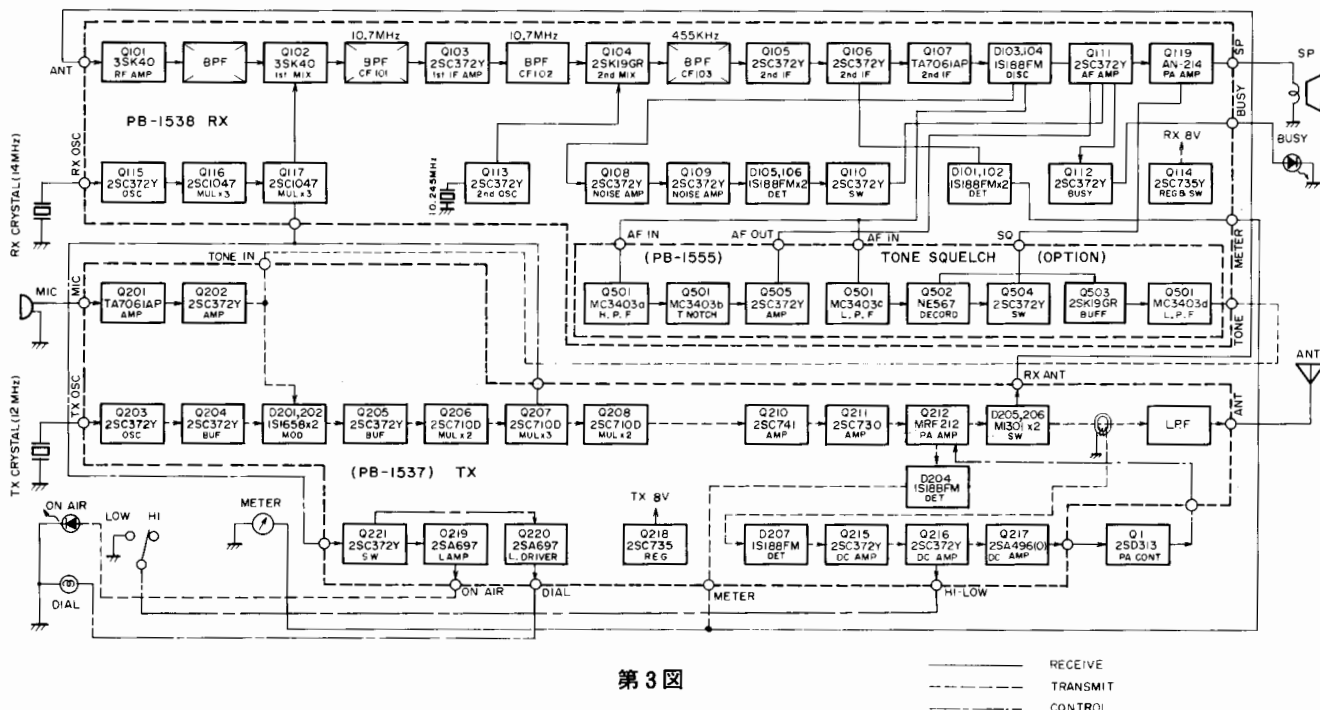 10.7MHz
10.7MHz
455KHz
Q101
3SK40
RF AMP
BPF
Q102
3SK40
1st MIX
BPF
CF101
Q103
2SC372Y
1st IF AMP
BPF
CF102
Q104
2SK19GR
2nd MIX
BPF
CF103
Q105
2SC372Y
2nd IF
Q106
2SC372Y
2nd IF
Q107
TA7061AP
2nd IF
D103,104
1S188FM
DISC
Q111
2SC372Y
AF AMP
Q119
AN-214
PA AMP
SP
SP
ANT
PB-1538 RX
BUSY
BUSY
RX 8V
RX OSC
RX CRYSTAL(14MHz)
Q115
2SC372Y
OSC
Q116
2SC1047
MUL×3
Q117
2SC1047
MUL×3
10.245MHz
Q113
2SC372Y
2nd OSC
Q108
2SC372Y
NOISE AMP
Q109
2SC372Y
NOISE AMP
D105,106
1S188FM×2
DET
Q110
2SC372Y
SW
D101,102
1S188FM×2
DET
Q112
2SC372Y
BUSY
Q114
2SC735Y
REG & SW
METER
AF IN
AF OUT
AF IN
SQ
(PB-1555)
TONE SQUELCH
(OPTION)
Q501
MC3403a
H.P.F
Q501
MC3403b
T NOTCH
Q505
2SC372Y
AMP
Q501
MC3403c
L.P.F
Q502
NE567
DECORD
Q504
2SC372Y
SW
Q503
2SK19GR
BUFF
Q501
MC3403d
L.P.F
TONE
TONE IN
MIC
MIC
Q201
TA7061AP
AMP
Q202
2SC372Y
AMP
RX ANT
ANT
ANT
TX OSC
TX CRYSTAL(12MHz)
Q203
2SC372Y
OSC
Q204
2SC372Y
BUF
D201,202
1S1658×2
MOD
Q205
2SC372Y
BUF
Q206
2SC710D
MUL×2
Q207
2SC710D
MUL×3
Q208
2SC710D
MUL×2
Q210
2SC741
AMP
Q211
2SC730
AMP
Q212
MRF212
PA AMP
D205,206
MI301×2
SW
LPF
(PB-1537) TX
D204
1S188FM
DET
ON AIR
LOW
HI
METER
TX 8V
Q221
2SC372Y
SW
Q219
2SA697
LAMP
Q220
2SA697
L.DRIVER
Q218
2SC735
REG
D207
1S188FM
DET
Q215
2SC372Y
DC AMP
Q216
2SC372Y
DC AMP
Q217
2SA496(O)
DC AMP
Q1
2SD313
PA CONT
DIAL
ON AIR
DIAL
METER
HI-LOW
第3図
RECEIVE
TRANSMIT
CONTROL